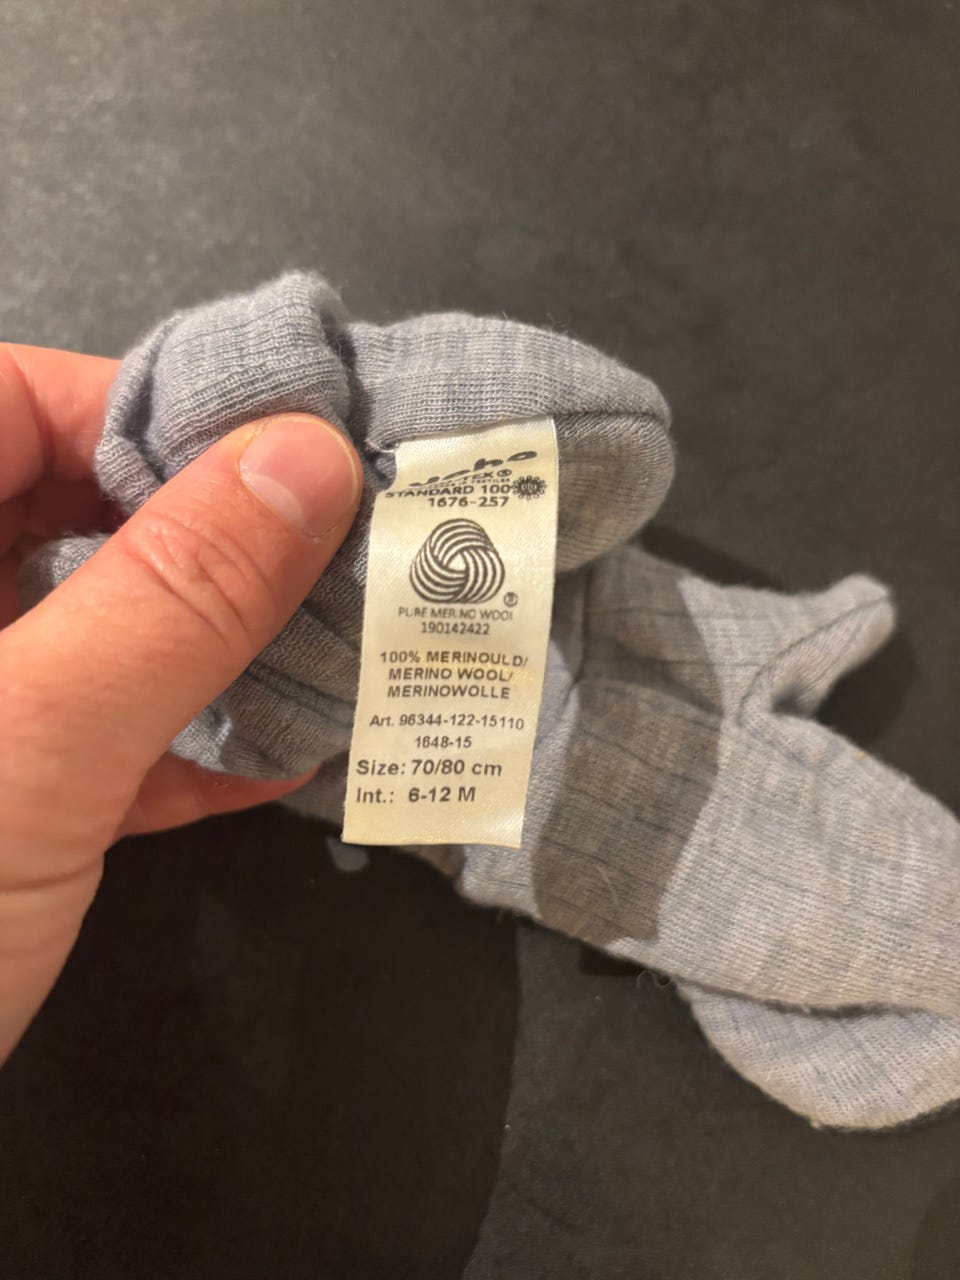 TEX®
STANDARD 100
1676-257
®
PURE MERINO WOOL
190142422
100% MERINOULD/
MERINO WOOL/
MERINOWOLLE
Art. 96344-122-15110
1648-15
Size: 70/80 cm
Int.: 6-12 M